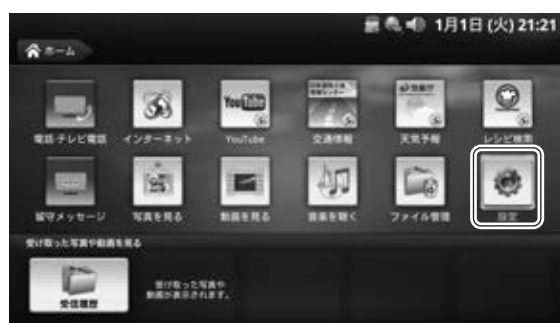 1月1日 (火) 21:21
ホーム
電話·テレビ電話 インターネット YouTube 交通情報 天気予報 レシピ検索
YouTube
留守メッセージ 写真を見る 動画を見る 音楽を聴く ファイル管理 設定
受け取った写真や動画を見る
受信履歴
受け取った写真や
動画が表示されます。